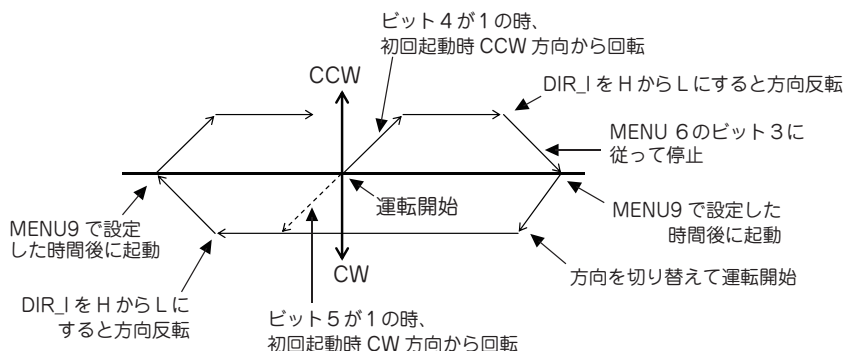 ビット４が１の時、
初回起動時 CCW 方向から回転
CCW
DIR_I を H から L にすると方向反転
MENU 6のビット３に
従って停止
運転開始
MENU9 で設定
した時間後に起動
MENU9 で設定した
時間後に起動
CW
方向を切り替えて運転開始
DIR_I を H から L に
すると方向反転
ビット５が１の時、
初回起動時 CW 方向から回転